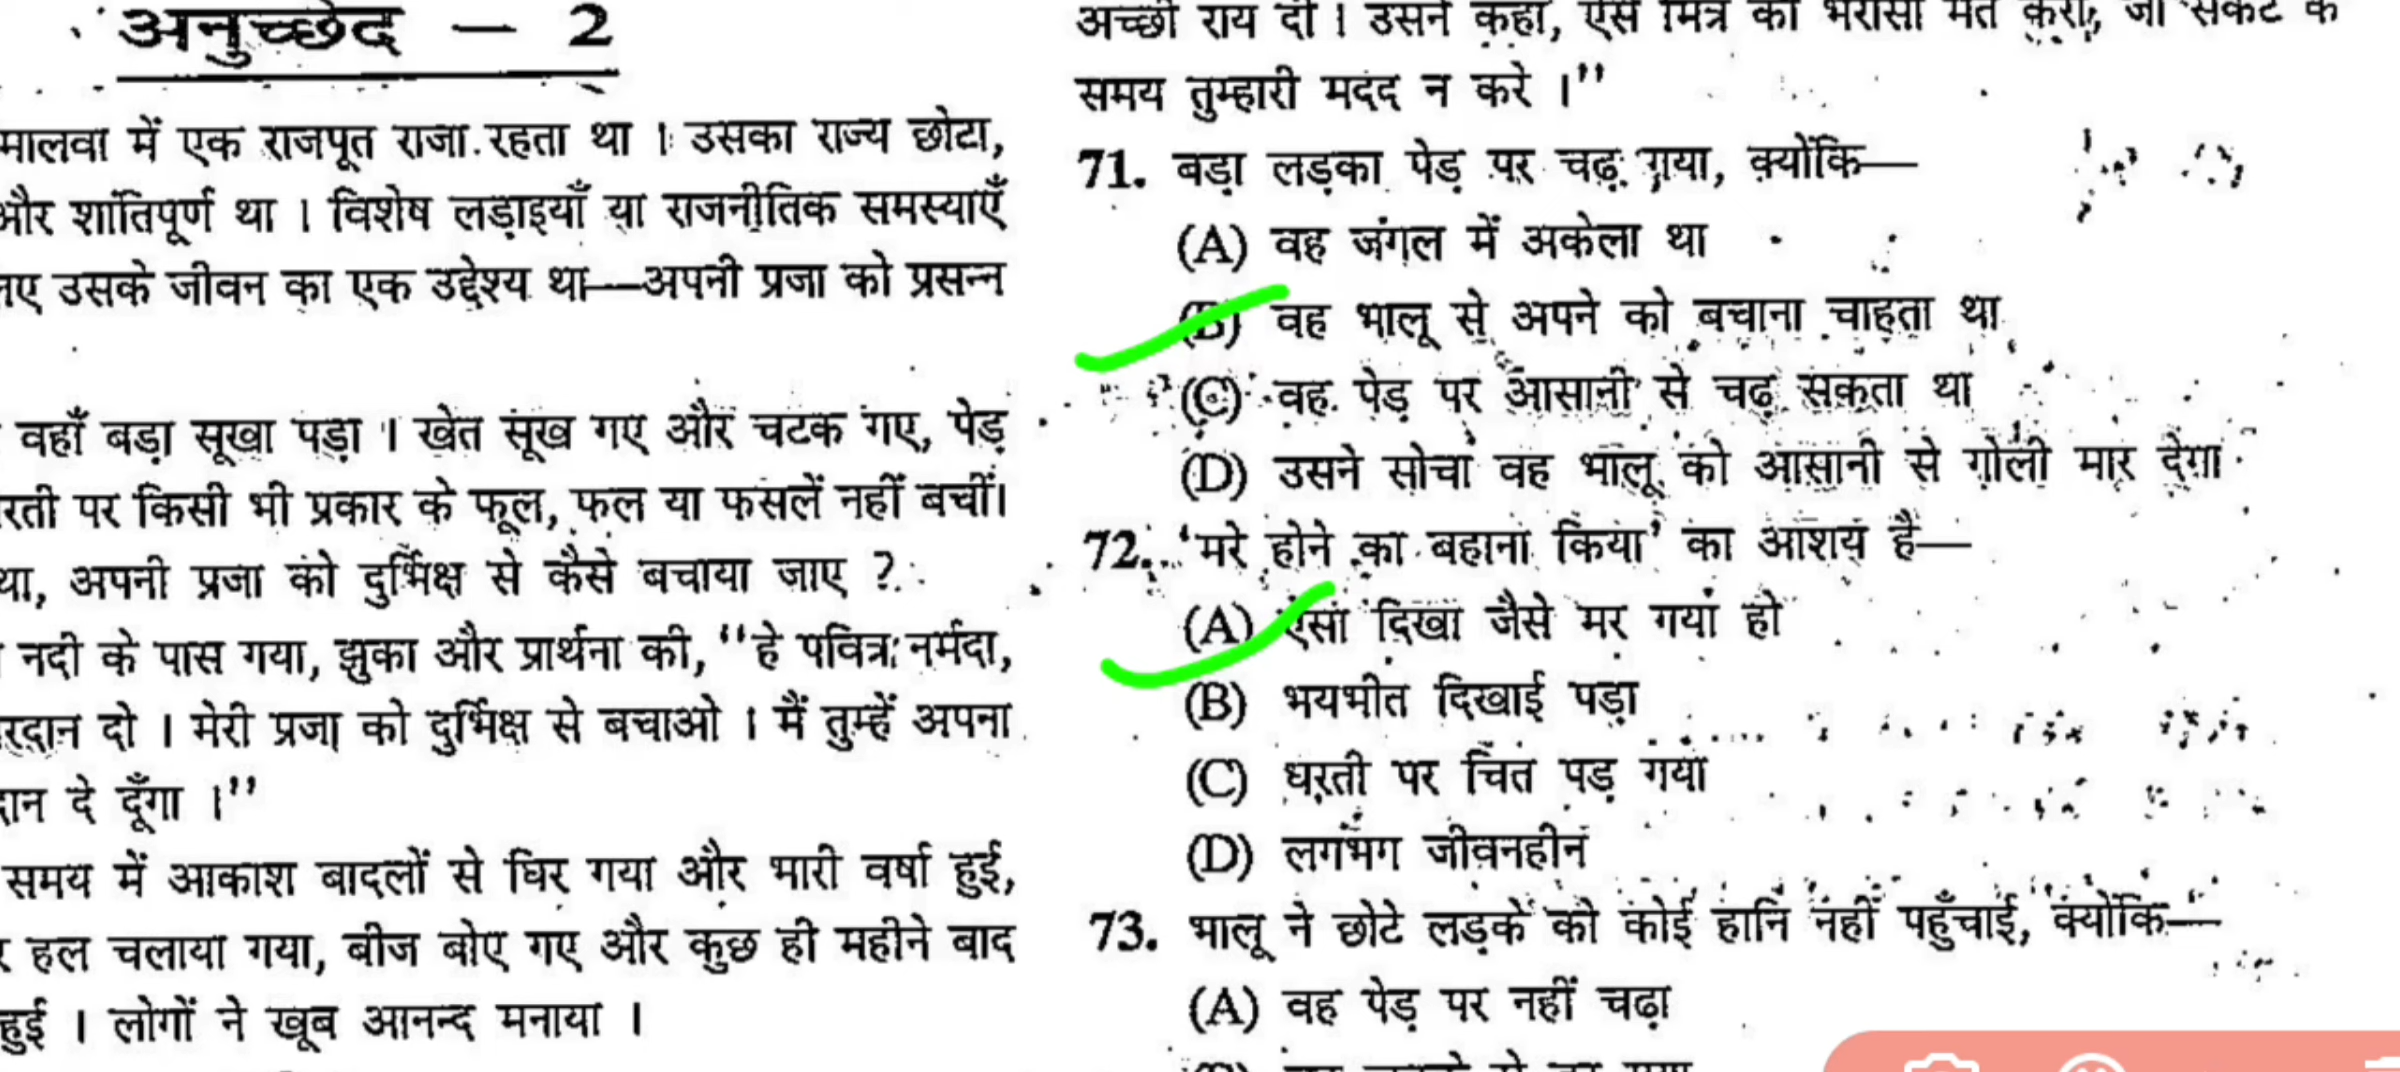 अनुच्छेद – 2
मालवा में एक राजपूत राजा रहता था । उसका राज्य छोटा,
और शांतिपूर्ण था । विशेष लड़ाइयाँ या राजनीतिक समस्याएँ
उसके जीवन का एक उद्देश्य था—अपनी प्रजा को प्रसन्न
वहाँ बड़ा सूखा पड़ा । खेत सूख गए और चटक गए, पेड़
पर किसी भी प्रकार के फूल, फल या फसलें नहीं बचीं।
था, अपनी प्रजा को दुर्भिक्ष से कैसे बचाया जाए ?
नदी के पास गया, झुका और प्रार्थना की, ‘‘हे पवित्र नर्मदा,
दो । मेरी प्रजा को दुर्भिक्ष से बचाओ । मैं तुम्हें अपना
दे दूँगा ।’’
समय में आकाश बादलों से घिर गया और भारी वर्षा हुई,
हल चलाया गया, बीज बोए गए और कुछ ही महीने बाद
हुई । लोगों ने खूब आनन्द मनाया ।
अच्छी राय दी । उसने कहा, ऐसे मित्र का भरोसा मत करो, जो संकट के
समय तुम्हारी मदद न करे ।’’
71. बड़ा लड़का पेड़ पर चढ़ गया, क्योंकि—
(A) वह जंगल में अकेला था
(B) वह भालू से अपने को बचाना चाहता था
(C) वह पेड़ पर आसानी से चढ़ सकता था
(D) उसने सोचा वह भालू को आसानी से गोली मार देगा
72. ‘मरे होने का बहाना किया’ का आशय है—
(A) ऐसा दिखा जैसे मर गया हो
(B) भयभीत दिखाई पड़ा
(C) धरती पर चित पड़ गया
(D) लगभग जीवनहीन
73. भालू ने छोटे लड़के को कोई हानि नहीं पहुँचाई, क्योंकि—
(A) वह पेड़ पर नहीं चढ़ा